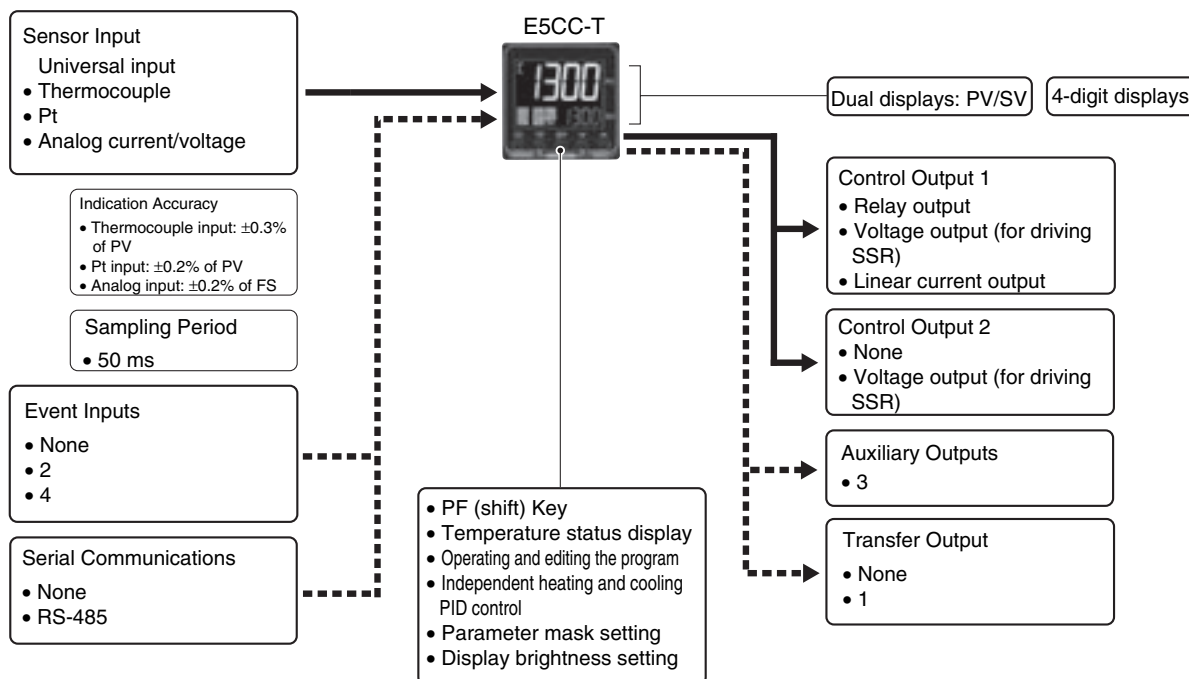 E5CC-T
Sensor Input
Universal input
• Thermocouple
• Pt
• Analog current/voltage
Indication Accuracy
• Thermocouple input: ±0.3%
of PV
• Pt input: ±0.2% of PV
• Analog input: ±0.2% of FS
Sampling Period
• 50 ms
Event Inputs
• None
• 2
• 4
Serial Communications
• None
• RS-485
1300
1300
• PF (shift) Key
• Temperature status display
• Operating and editing the program
• Independent heating and cooling
PID control
• Parameter mask setting
• Display brightness setting
Dual displays: PV/SV
4-digit displays
Control Output 1
• Relay output
• Voltage output (for driving
SSR)
• Linear current output
Control Output 2
• None
• Voltage output (for driving
SSR)
Auxiliary Outputs
• 3
Transfer Output
• None
• 1